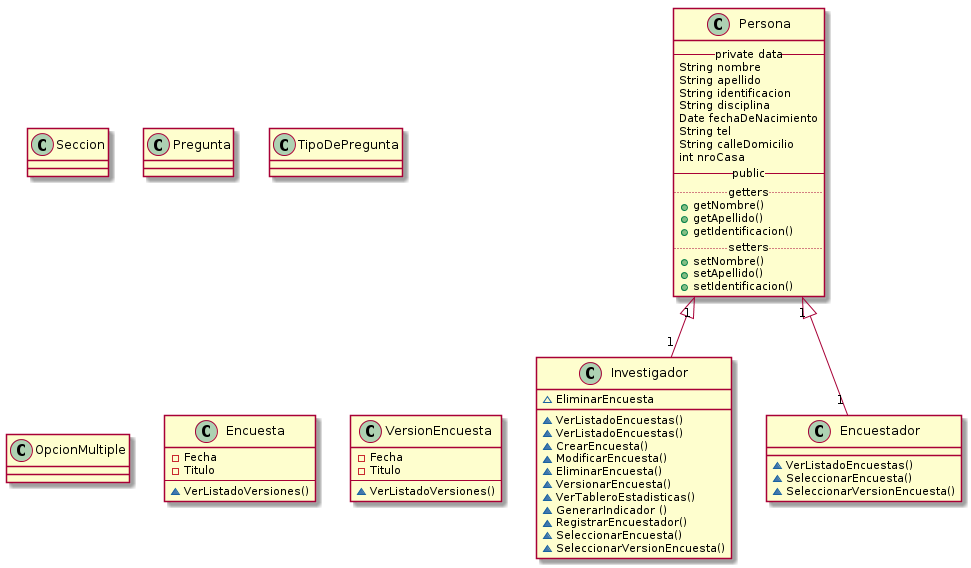 C Persona
private data
String nombre
String apellido
String identificacion
String disciplina
Date fechaDeNacimiento
String tel
String calleDomicilio
int nroCasa
public
getters
getNombre()
getApellido()
getIdentificacion()
setters
setNombre()
setApellido()
setIdentificacion()
C Seccion
C Pregunta
C TipoDePregunta
1
1
1
1
C OpcionMultiple
C Encuesta
Fecha
Titulo
VerListadoVersiones()
C VersionEncuesta
Fecha
Titulo
VerListadoVersiones()
C Investigador
EliminarEncuesta
VerListadoEncuestas()
VerListadoEncuestas()
CrearEncuesta()
ModificarEncuesta()
EliminarEncuesta()
VersionarEncuesta()
VerTableroEstadisticas()
GenerarIndicador ()
RegistrarEncuestador()
SeleccionarEncuesta()
SeleccionarVersionEncuesta()
C Encuestador
VerListadoEncuestas()
SeleccionarEncuesta()
SeleccionarVersionEncuesta()